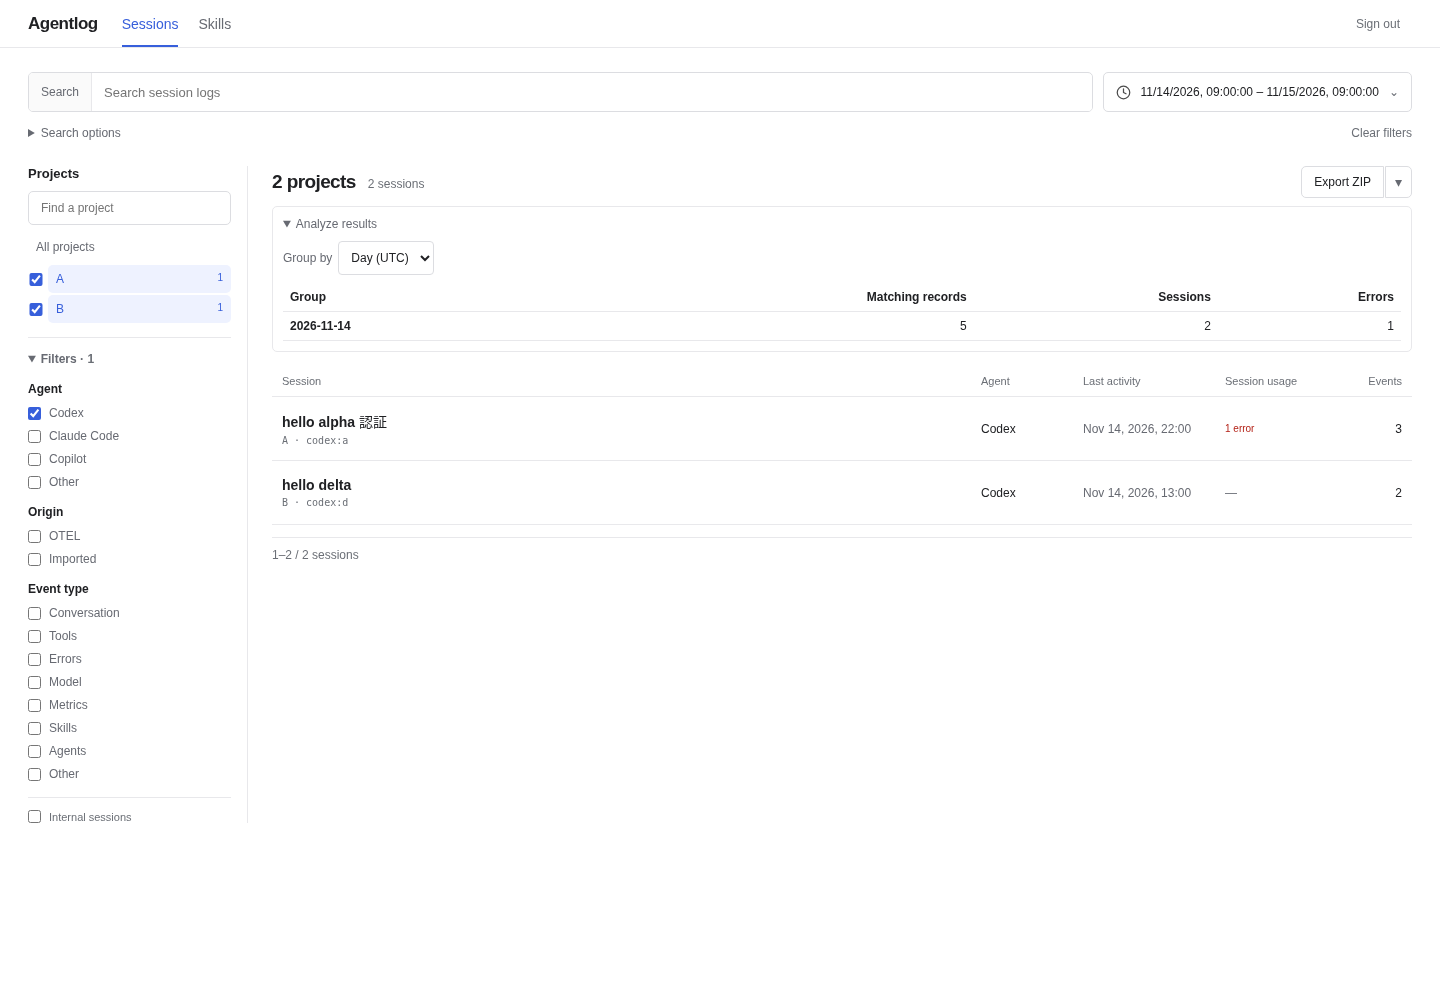 Agentlog Sessions Skills Sign out
Search Search session logs 11/14/2026, 09:00:00 – 11/15/2026, 09:00:00
Search options Clear filters
Projects
Find a project
All projects
A 1
B 1
Filters · 1
Agent
Codex
Claude Code
Copilot
Other
Origin
OTEL
Imported
Event type
Conversation
Tools
Errors
Model
Metrics
Skills
Agents
Other
Internal sessions
2 projects 2 sessions Export ZIP
Analyze results
Group by Day (UTC)
Group Matching records Sessions Errors
2026-11-14 5 2 1
Session Agent Last activity Session usage Events
hello alpha 認証
A · codex:a
Codex Nov 14, 2026, 22:00 1 error 3
hello delta
B · codex:d
Codex Nov 14, 2026, 13:00 — 2
1–2 / 2 sessions